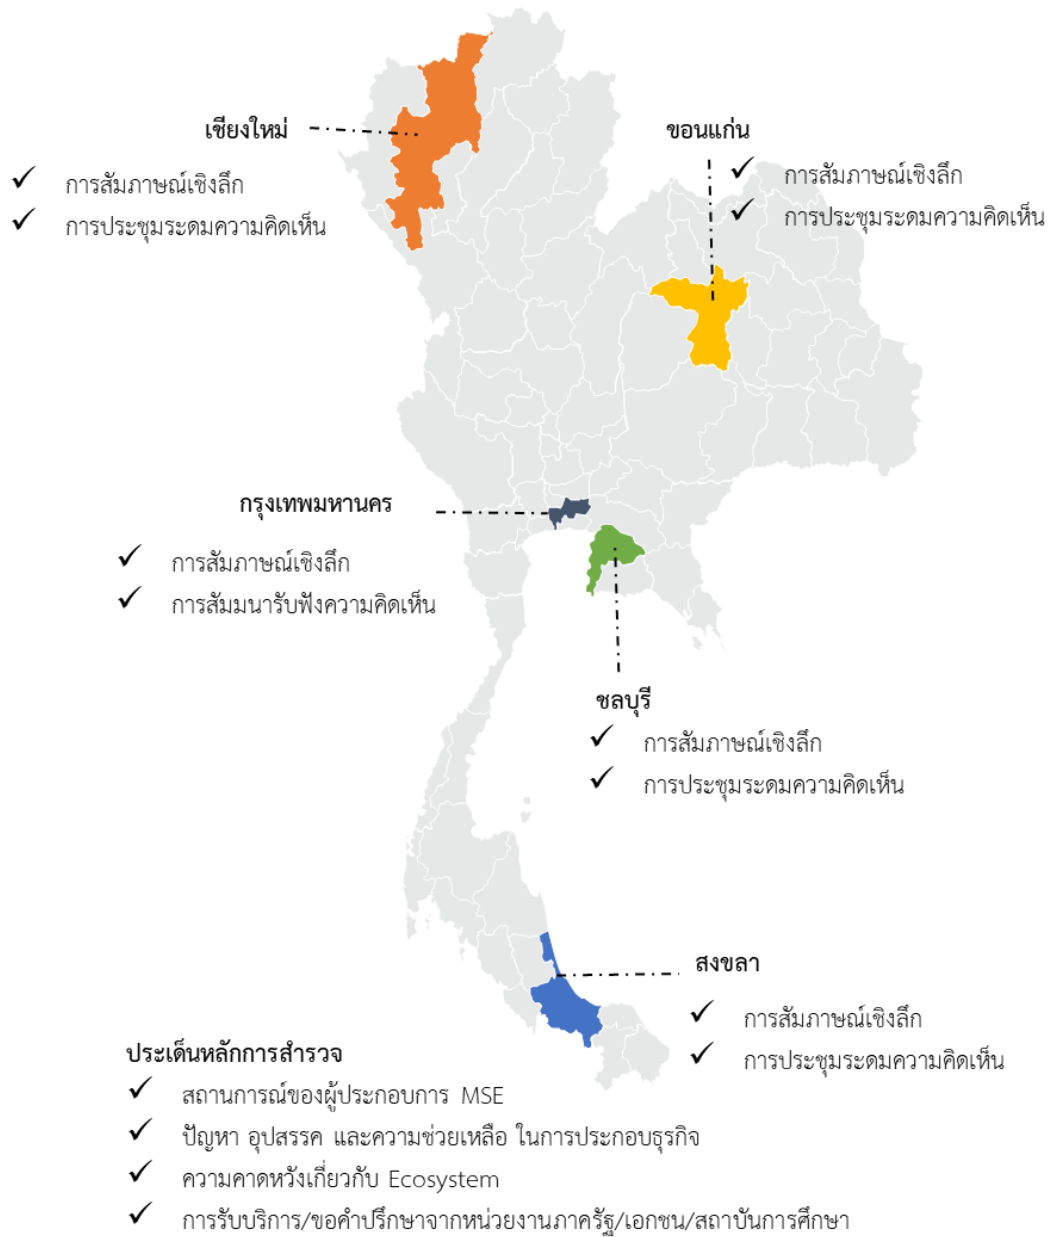 เชียงใหม่
✓ การสัมภาษณ์เชิงลึก
✓ การประชุมระดมความคิดเห็น
ขอนแก่น
✓ การสัมภาษณ์เชิงลึก
✓ การประชุมระดมความคิดเห็น
กรุงเทพมหานคร
✓ การสัมภาษณ์เชิงลึก
✓ การสัมมนารับฟังความคิดเห็น
ชลบุรี
✓ การสัมภาษณ์เชิงลึก
✓ การประชุมระดมความคิดเห็น
สงขลา
✓ การสัมภาษณ์เชิงลึก
✓ การประชุมระดมความคิดเห็น
ประเด็นหลักการสำรวจ
✓ สถานการณ์ของผู้ประกอบการ MSE
✓ ปัญหา อุปสรรค และความช่วยเหลือ ในการประกอบธุรกิจ
✓ ความคาดหวังเกี่ยวกับ Ecosystem
✓ การรับบริการ/ขอคำปรึกษาจากหน่วยงานภาครัฐ/เอกชน/สถาบันการศึกษา